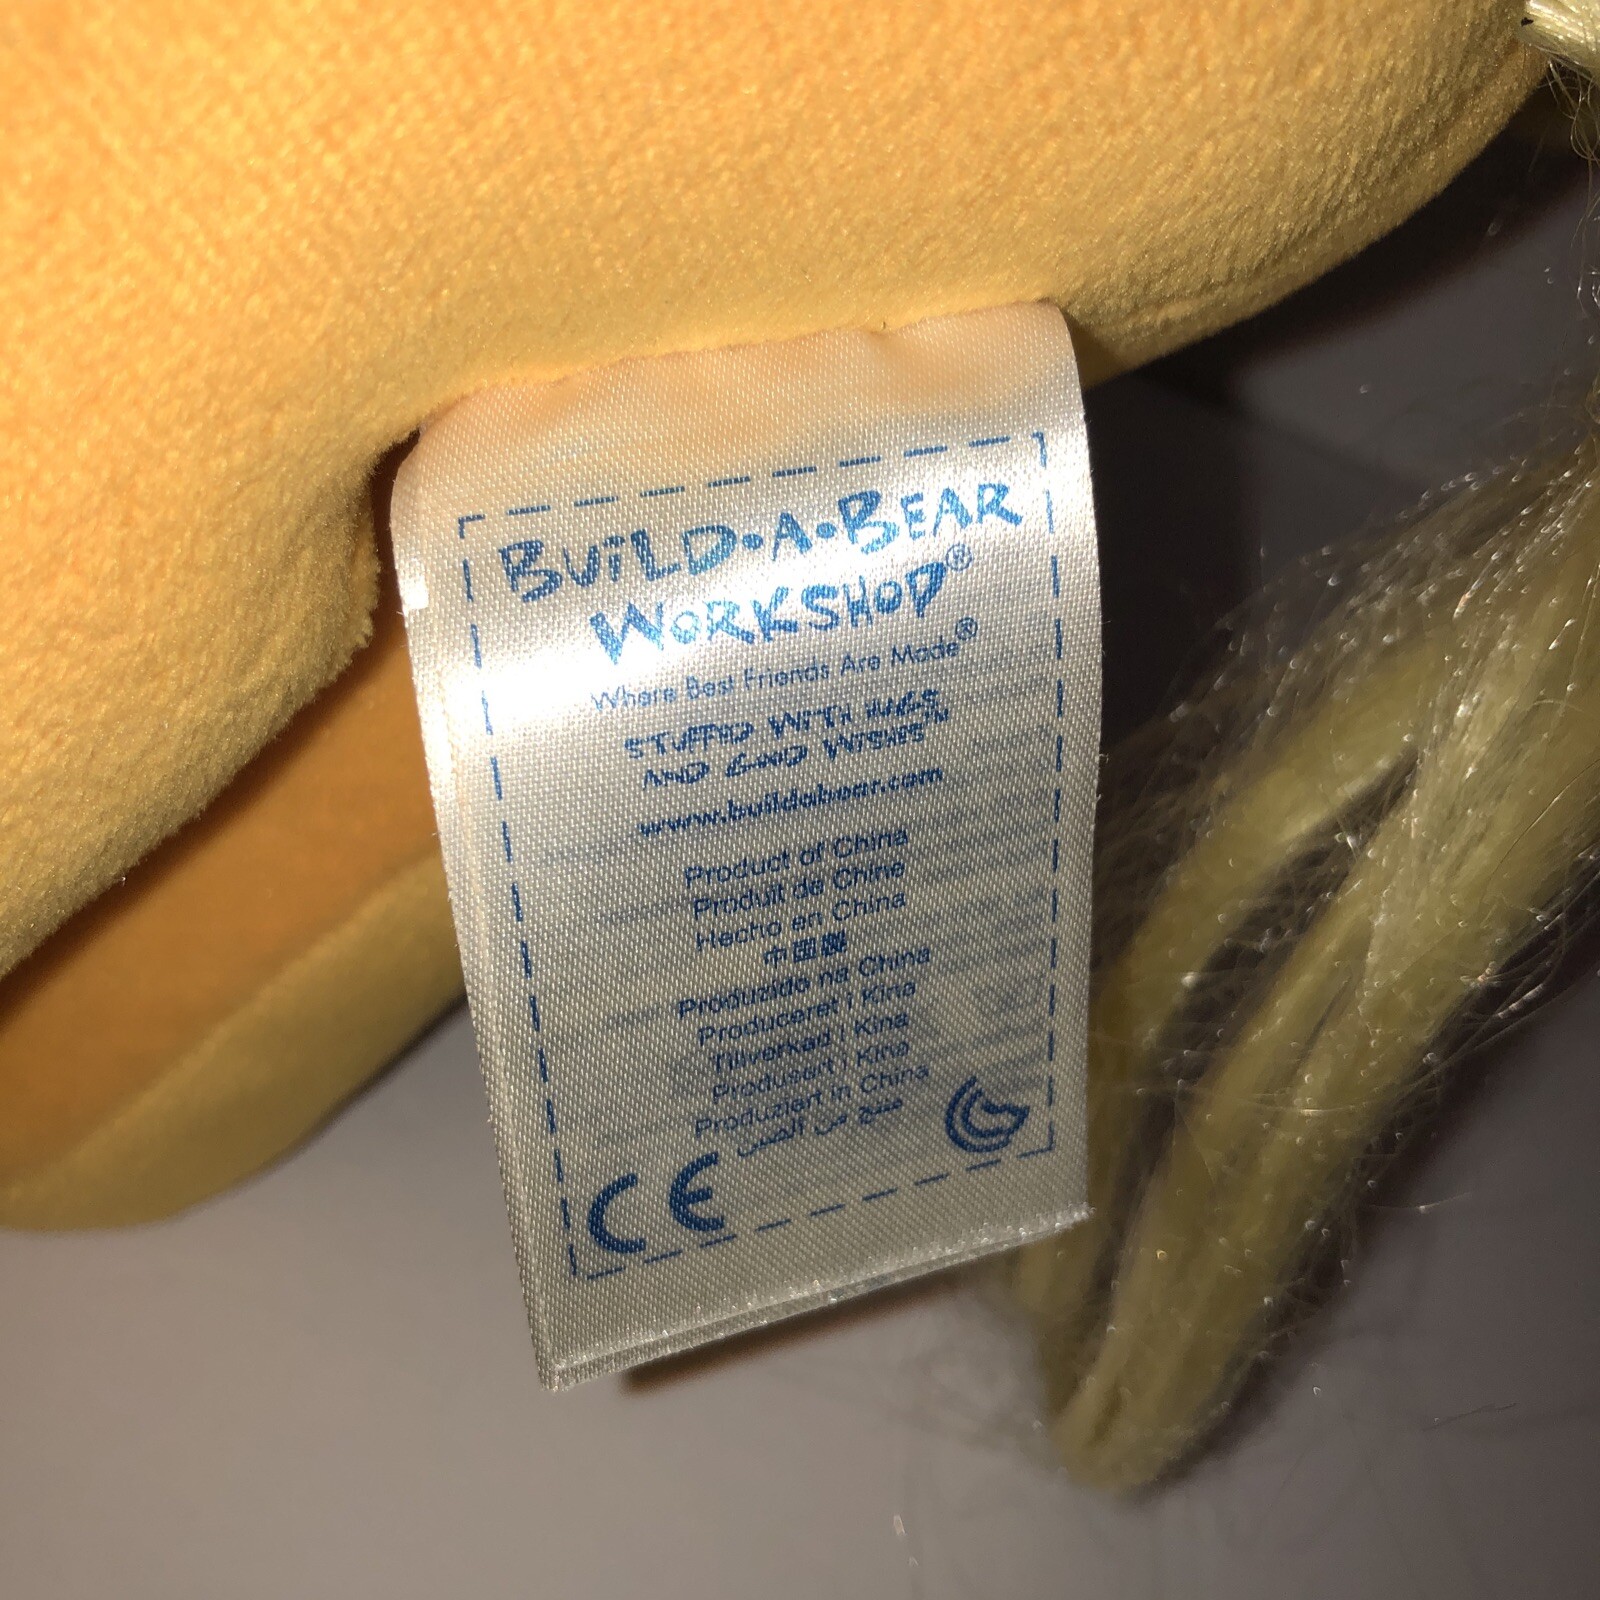 BUILD•A•BEAR
WORKSHOP®
Where Best Friends Are Made®
STUFFED WITH HUGS
AND GOOD WISHES™
www.buildabear.com
Product of China
Produit de Chine
Hecho en China
中國製
Produzido na China
Produceret i Kina
Tillverkad i Kina
Produsert i Kina
Produziert in China
صنع من الصين
CE